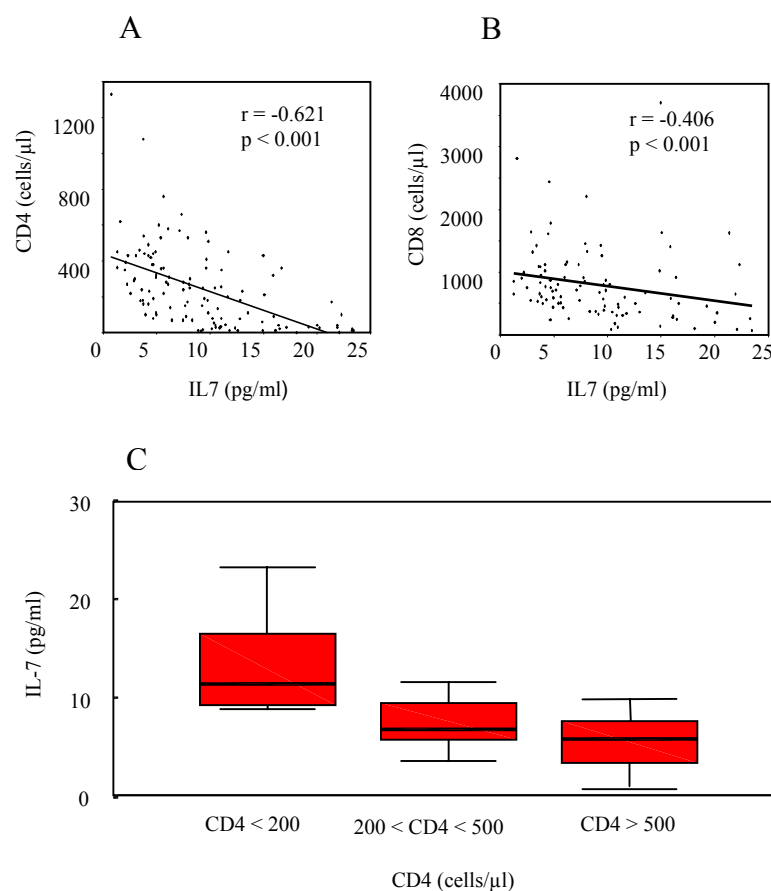 A
r = -0.621
p < 0.001
1200
800
400
0
CD4 (cells/µl)
0 5 10 15 20 25
IL7 (pg/ml)
B
r = -0.406
p < 0.001
4000
3000
2000
1000
0
CD8 (cells/µl)
0 5 10 15 20 25
IL7 (pg/ml)
C
30
20
10
0
IL-7 (pg/ml)
CD4 < 200 200 < CD4 < 500 CD4 > 500
CD4 (cells/µl)